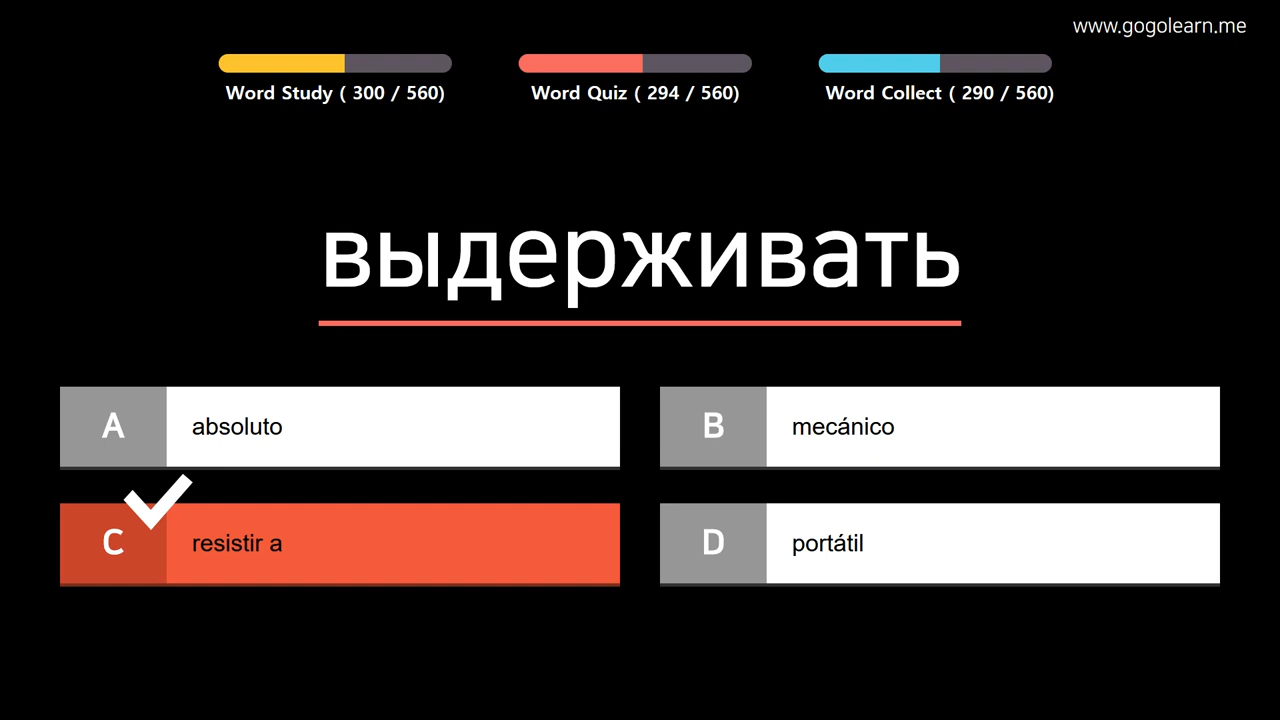 www.gogolearn.me
Word Study ( 300 / 560)
Word Quiz ( 294 / 560)
Word Collect ( 290 / 560)
выдерживать
A absoluto
B mecánico
C resistir a
D portátil